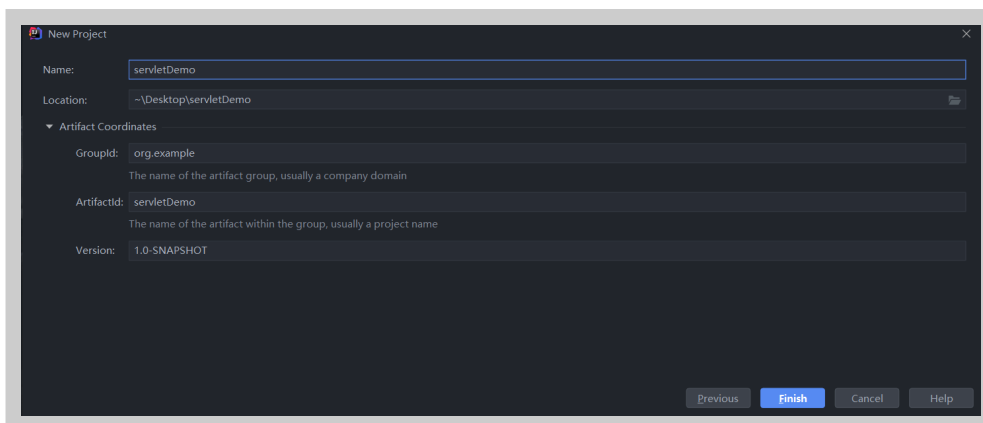 New Project
Name: servletDemo
Location: ~\Desktop\servletDemo
Artifact Coordinates
GroupId: org.example
The name of the artifact group, usually a company domain
ArtifactId: servletDemo
The name of the artifact within the group, usually a project name
Version: 1.0-SNAPSHOT
Previous Finish Cancel Help